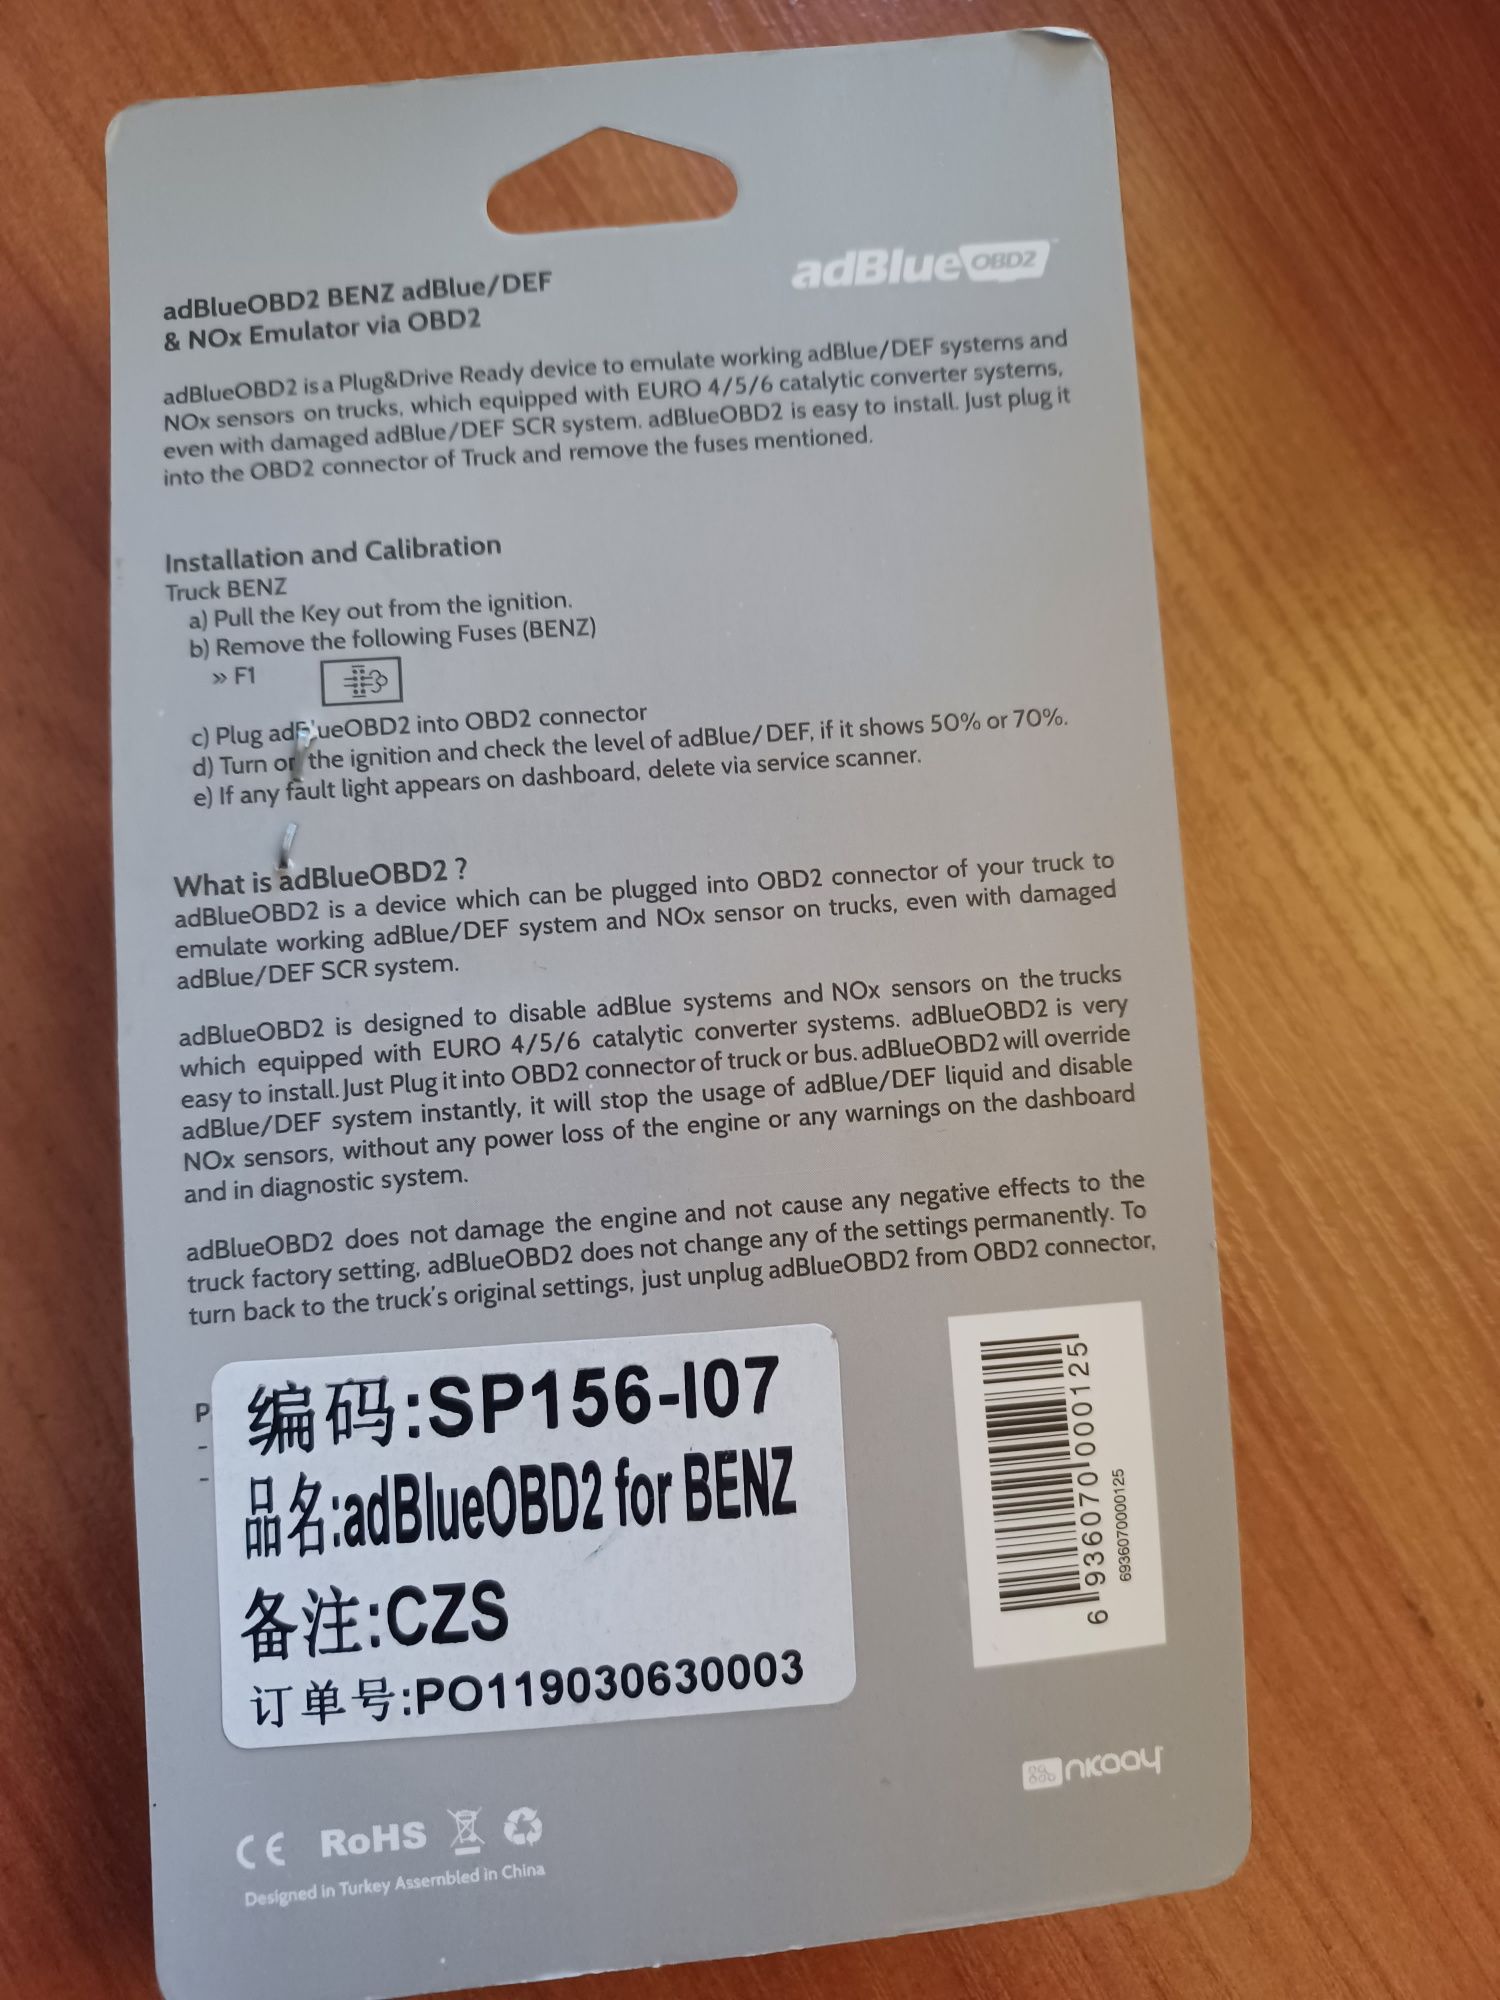 adBlueOBD2
adBlueOBD2 BENZ adBlue/DEF
& NOx Emulator via OBD2
adBlueOBD2 is a Plug&Drive Ready device to emulate working adBlue/DEF systems and
NOx sensors on trucks, which equipped with EURO 4/5/6 catalytic converter systems,
even with damaged adBlue/DEF SCR system. adBlueOBD2 is easy to install. Just plug it
into the OBD2 connector of Truck and remove the fuses mentioned.
Installation and Calibration
Truck BENZ
a) Pull the Key out from the ignition.
b) Remove the following Fuses (BENZ)
» F1
c) Plug adBlueOBD2 into OBD2 connector
d) Turn on the ignition and check the level of adBlue/DEF, if it shows 50% or 70%.
e) If any fault light appears on dashboard, delete via service scanner.
What is adBlueOBD2 ?
adBlueOBD2 is a device which can be plugged into OBD2 connector of your truck to
emulate working adBlue/DEF system and NOx sensor on trucks, even with damaged
adBlue/DEF SCR system.
adBlueOBD2 is designed to disable adBlue systems and NOx sensors on the trucks
which equipped with EURO 4/5/6 catalytic converter systems. adBlueOBD2 is very
easy to install. Just Plug it into OBD2 connector of truck or bus. adBlueOBD2 will override
adBlue/DEF system instantly, it will stop the usage of adBlue/DEF liquid and disable
NOx sensors, without any power loss of the engine or any warnings on the dashboard
and in diagnostic system.
adBlueOBD2 does not damage the engine and not cause any negative effects to the
truck factory setting, adBlueOBD2 does not change any of the settings permanently. To
turn back to the truck's original settings, just unplug adBlueOBD2 from OBD2 connector,
P
-
-
编码:SP156-I07
品名:adBlueOBD2 for BENZ
备注:CZS
订单号:PO119030630003
6 936070 000125
6936070000125
nkaay
CE RoHS
Designed in Turkey Assembled in China